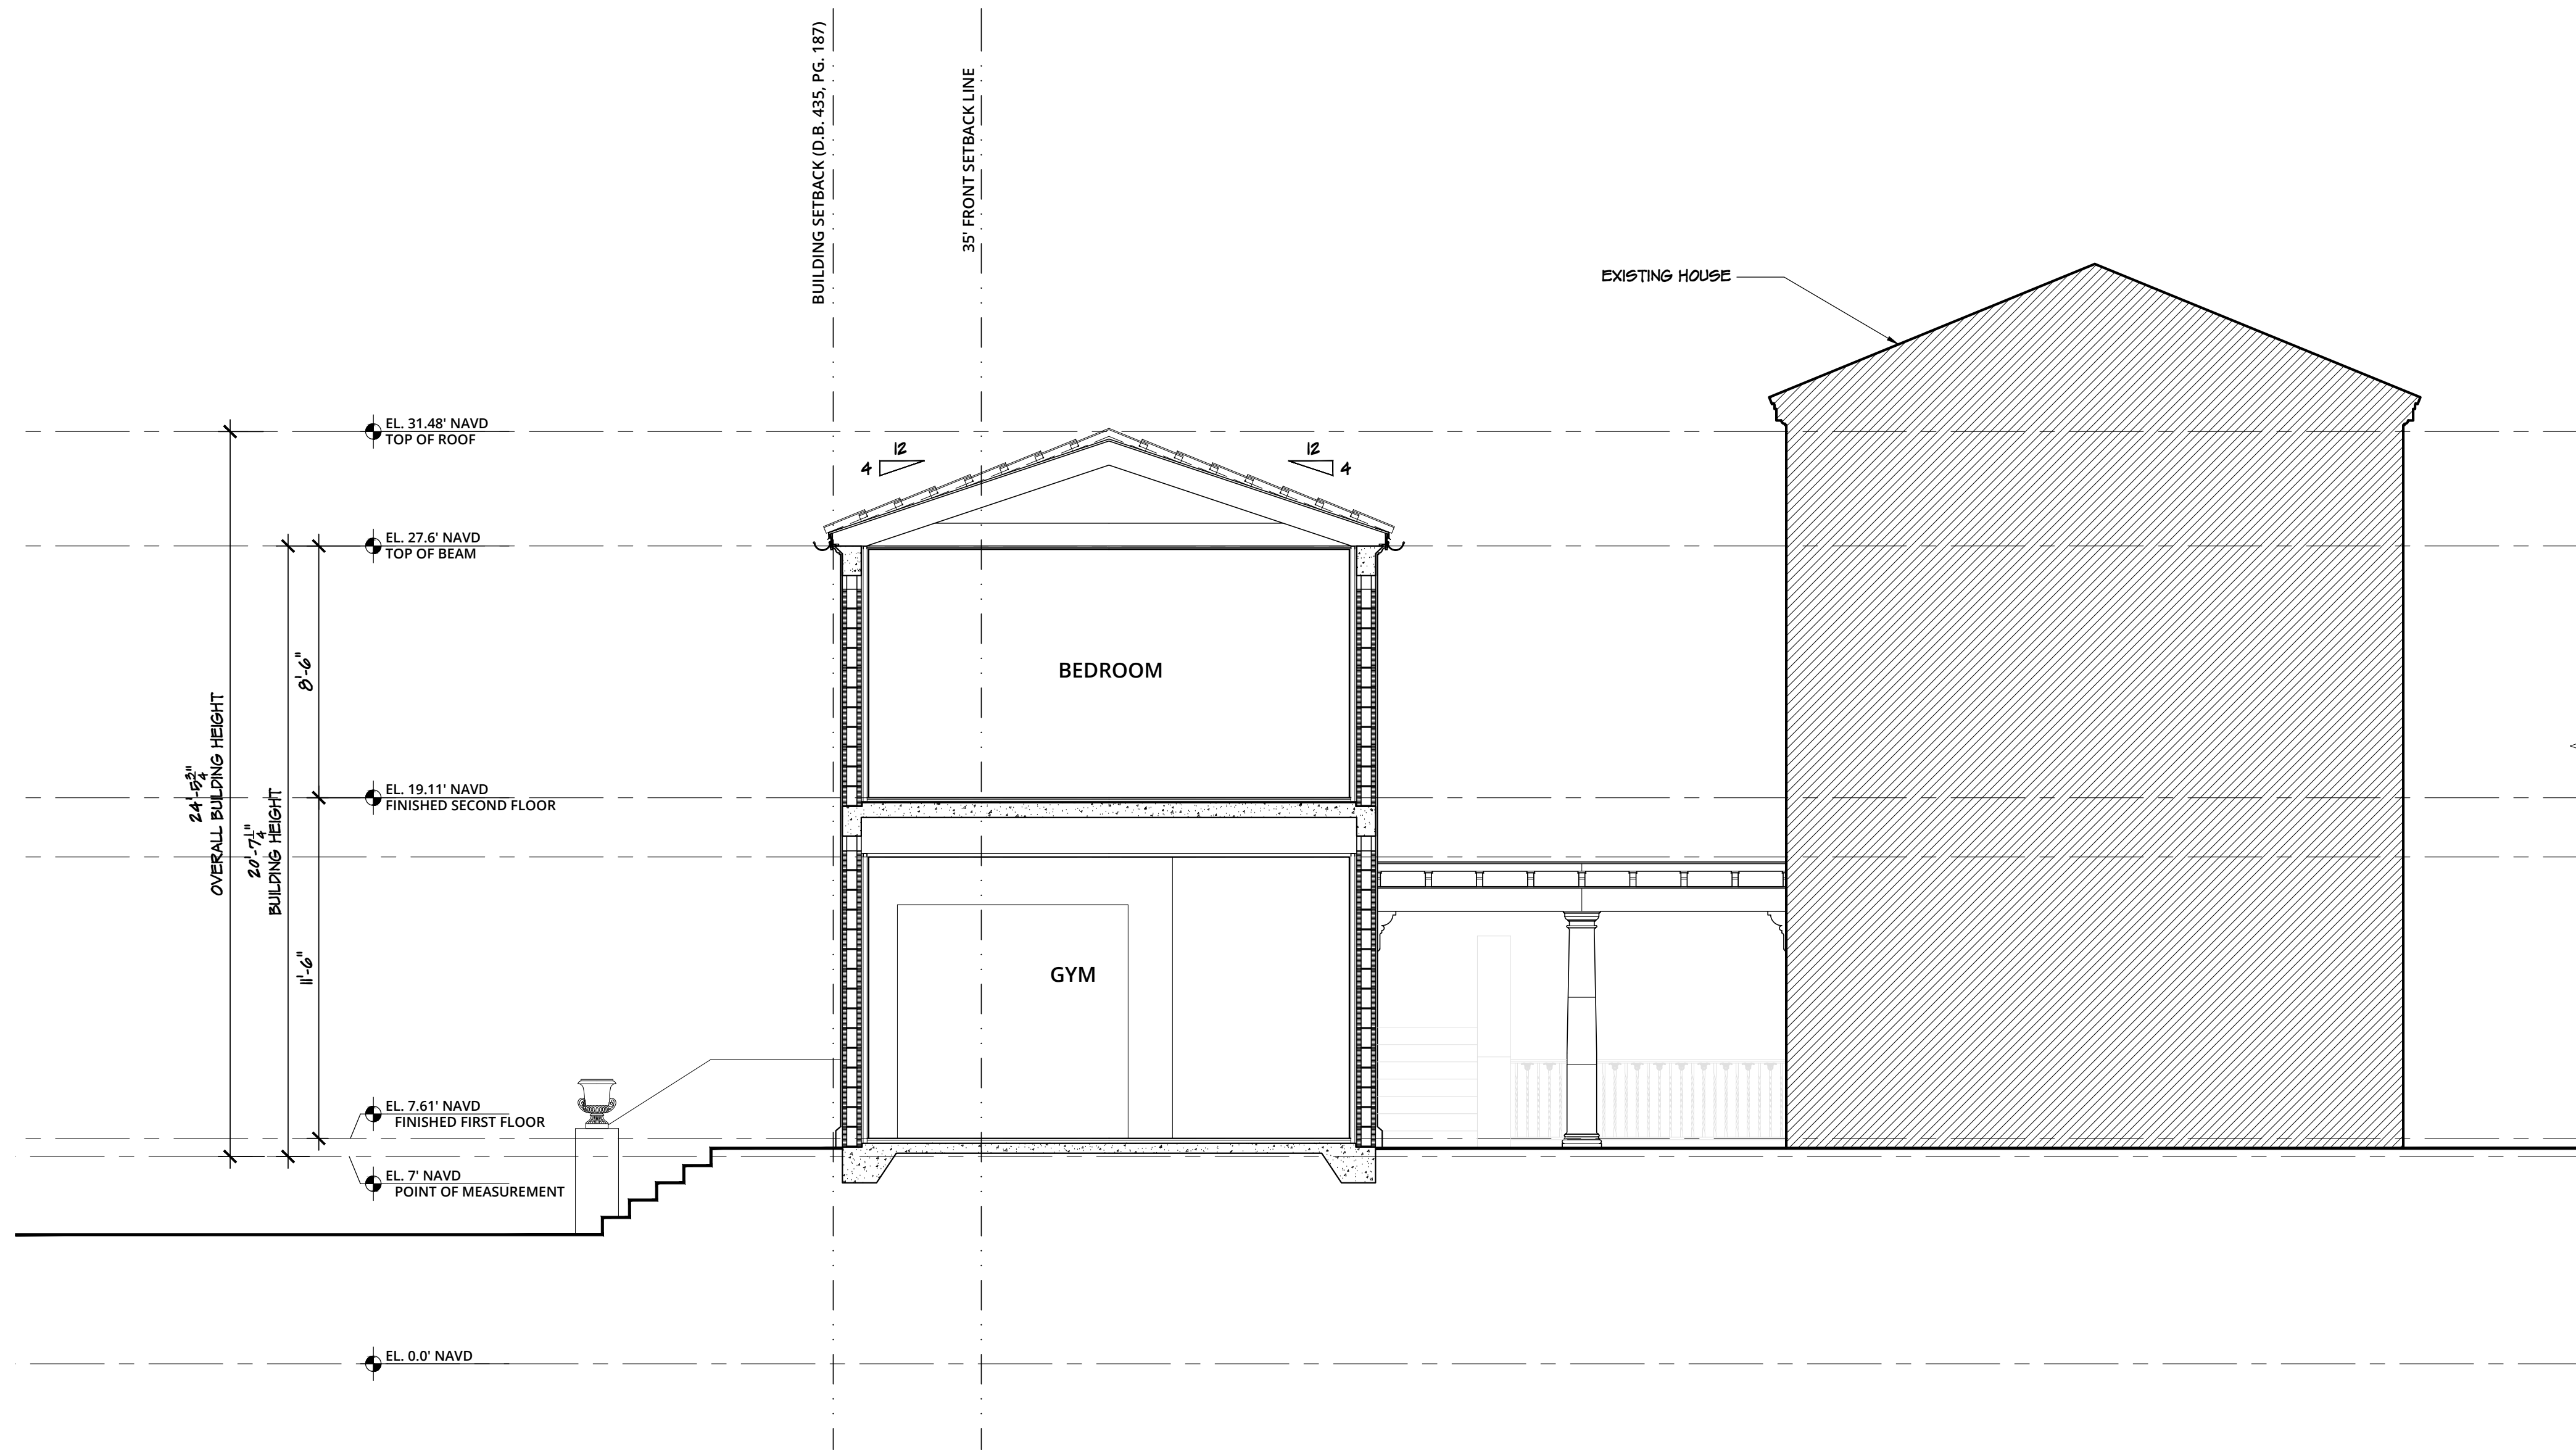 BUILDING SETBACK (D.B. 435, PG. 187)
35' FRONT SETBACK LINE
EXISTING HOUSE
EL. 31.48' NAVD
TOP OF ROOF
12
4
12
4
EL. 27.6' NAVD
TOP OF BEAM
8'-6"
BEDROOM
24'-5 3/4"
OVERALL BUILDING HEIGHT
20'-7 1/4"
BUILDING HEIGHT
EL. 19.11' NAVD
FINISHED SECOND FLOOR
11'-6"
GYM
EL. 7.61' NAVD
FINISHED FIRST FLOOR
EL. 7' NAVD
POINT OF MEASUREMENT
EL. 0.0' NAVD